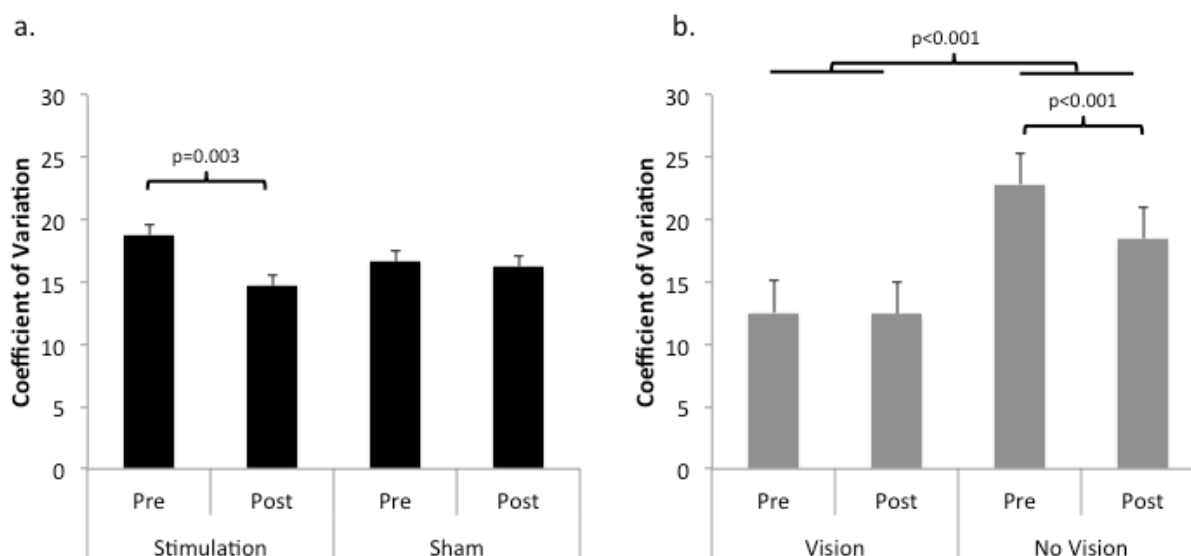 a.
p=0.003
Coefficient of Variation
30
25
20
15
10
5
0
Pre
Post
Pre
Post
Stimulation
Sham
b.
p<0.001
p<0.001
Coefficient of Variation
30
25
20
15
10
5
0
Pre
Post
Pre
Post
Vision
No Vision